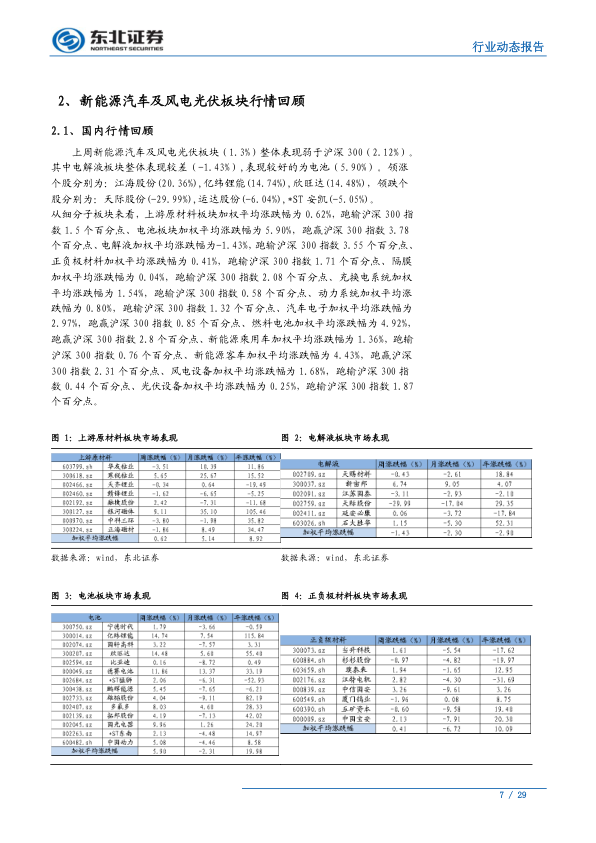 东北证券
NORTHEAST SECURITIES
行业动态报告
2、新能源汽车及风电光伏板块行情回顾
2.1、国内行情回顾
上周新能源汽车及风电光伏板块（1.3%）整体表现弱于沪深 300（2.12%）。
其中电解液板块整体表现较差（-1.43%），表现较好的为电池（5.90%）。领涨
个股分别为：江海股份(20.36%),亿纬锂能(14.74%),欣旺达(14.48%)，领跌个
股分别为：天际股份(-29.99%),运达股份(-6.04%),*ST 安凯(-5.05%)。
从细分子板块来看，上游原材料板块加权平均涨跌幅为 0.62%，跑输沪深 300 指
数 1.5 个百分点、电池板块加权平均涨跌幅为 5.90%，跑赢沪深 300 指数 3.78
个百分点、电解液加权平均涨跌幅为-1.43%，跑输沪深 300 指数 3.55 个百分点、
正负极材料加权平均涨跌幅为 0.41%，跑输沪深 300 指数 1.71 个百分点、隔膜
加权平均涨跌幅为 0.04%，跑输沪深 300 指数 2.08 个百分点、充换电系统加权
平均涨跌幅为 1.54%，跑输沪深 300 指数 0.58 个百分点、动力系统加权平均涨
跌幅为 0.80%，跑输沪深 300 指数 1.32 个百分点、汽车电子加权平均涨跌幅为
2.97%，跑赢沪深 300 指数 0.85 个百分点、燃料电池加权平均涨跌幅为 4.92%，
跑赢沪深 300 指数 2.8 个百分点、新能源乘用车加权平均涨跌幅为 1.36%，跑输
沪深 300 指数 0.76 个百分点、新能源客车加权平均涨跌幅为 4.43%，跑赢沪深
300 指数 2.31 个百分点、风电设备加权平均涨跌幅为 1.68%，跑输沪深 300 指
数 0.44 个百分点、光伏设备加权平均涨跌幅为 0.25%，跑输沪深 300 指数 1.87
个百分点。
图 1：上游原材料板块市场表现
上游原材料 周涨跌幅（%） 月涨跌幅（%） 年涨跌幅（%）
603799.sh 华友钴业 -3.51 10.39 11.86
300618.sz 寒锐钴业 5.65 25.67 15.52
002466.sz 天齐锂业 -0.34 0.64 -19.49
002460.sz 赣锋锂业 -1.62 -6.65 -5.25
002192.sz 融捷股份 2.42 -7.31 -11.68
300127.sz 银河磁体 9.11 35.10 105.46
000970.sz 中科三环 -3.80 -1.98 35.82
300224.sz 正海磁材 -1.86 8.49 34.47
加权平均涨跌幅 0.62 5.14 8.92
数据来源：wind，东北证券
图 2：电解液板块市场表现
电解液 周涨跌幅（%） 月涨跌幅（%） 年涨跌幅（%）
002709.sz 天赐材料 -0.43 -2.61 18.84
300037.sz 新宙邦 6.74 9.05 4.07
002091.sz 江苏国泰 -3.11 -2.93 -2.10
002759.sz 天际股份 -29.99 -17.04 29.35
002411.sz 延安必康 0.06 -3.72 -17.84
603026.sh 石大胜华 1.15 -5.30 52.31
加权平均涨跌幅 -1.43 -2.30 -2.90
数据来源：wind，东北证券
图 3：电池板块市场表现
电池 周涨跌幅（%） 月涨跌幅（%） 年涨跌幅（%）
300750.sz 宁德时代 1.79 -3.66 -0.59
300014.sz 亿纬锂能 14.74 7.54 115.84
002074.sz 国轩高科 3.22 -7.57 3.31
300207.sz 欣旺达 14.48 5.60 55.40
002594.sz 比亚迪 0.16 -8.72 0.49
000049.sz 德赛电池 11.86 13.37 33.19
002684.sz *ST猛狮 2.06 -6.31 -52.93
300438.sz 鹏辉能源 5.45 -7.65 -6.21
002733.sz 雄韬股份 4.04 -9.11 82.19
002407.sz 多氟多 8.03 4.60 28.33
002139.sz 拓邦股份 4.19 -7.13 42.02
002045.sz 国光电器 9.96 1.26 24.20
002263.sz *ST东南 2.13 -4.48 14.97
600482.sh 中国动力 5.08 -4.46 8.58
加权平均涨跌幅 5.90 -2.31 19.98
图 4：正负极材料板块市场表现
正负极材料 周涨跌幅（%） 月涨跌幅（%） 年涨跌幅（%）
300073.sz 当升科技 1.61 -5.54 -17.62
600884.sh 杉杉股份 -0.97 -4.82 -19.97
603659.sh 璞泰来 1.94 -1.65 12.95
002176.sz 江特电机 2.82 -4.30 -31.69
000839.sz 中信国安 3.26 -9.61 3.26
600549.sh 厦门钨业 -1.96 0.08 8.75
600390.sh 五矿资本 -0.60 -9.58 19.40
000009.sz 中国宝安 2.13 -7.91 20.30
加权平均涨跌幅 0.41 -6.72 10.09
7 / 29